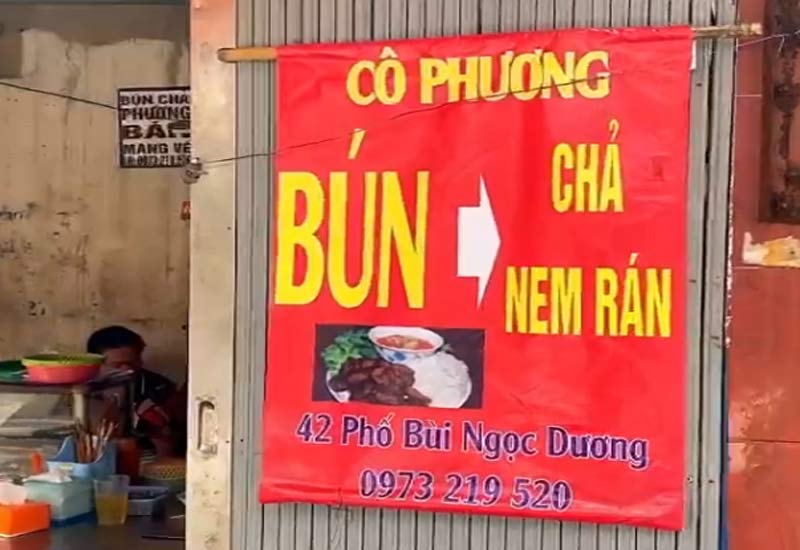 CÔ PHƯƠNG
BÚN
CHẢ
NEM RÁN
42 Phố Bùi Ngọc Dương
0973 219 520
BÚN CHẢ
PHƯƠNG
BÁN
MANG VỀ